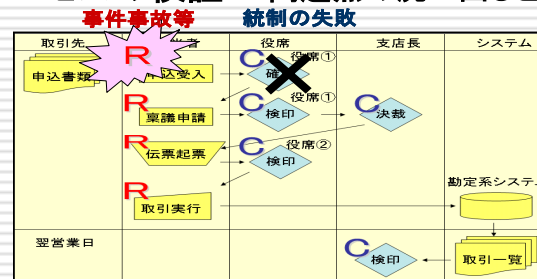 事件事故等 統制の失敗
取引先 役席 支店長 システム
申込書類 R 申込受入 C 確 役席①
R 稟議申請 C 検印 役席① C 決裁
R 伝票起票 C 検印 役席②
R 取引実行 勘定系システム
翌営業日 C 検印 取引一覧